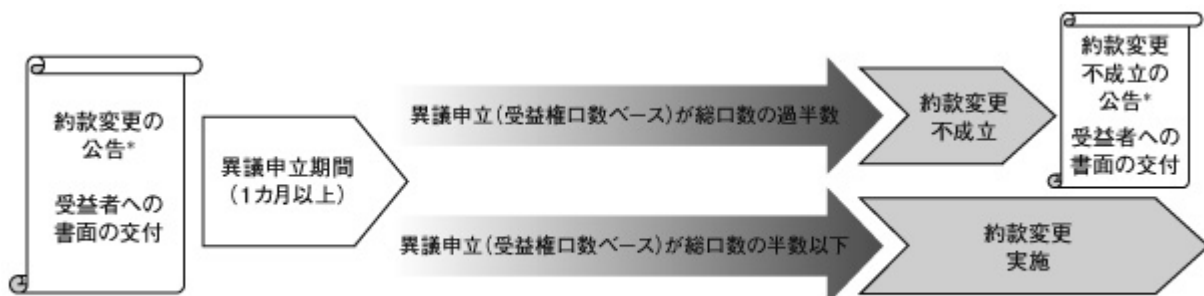 約款変更の
公告*
受益者への
書面の交付
異議申立期間
（1カ月以上）
異議申立（受益権口数ベース）が総口数の過半数
約款変更
不成立
約款変更
不成立の
公告*
受益者への
書面の交付
異議申立（受益権口数ベース）が総口数の半数以下
約款変更
実施